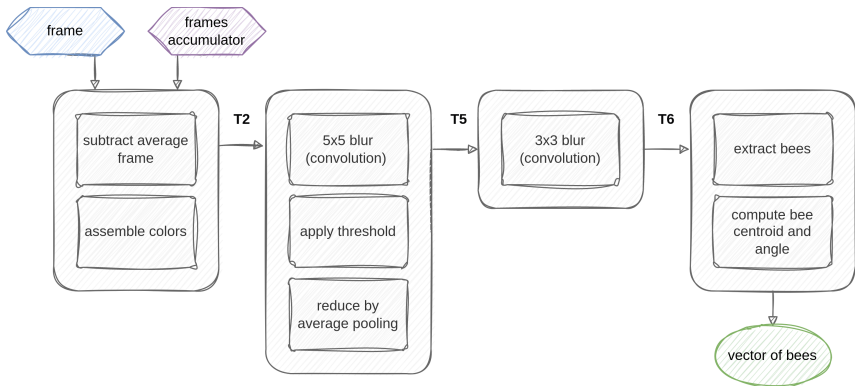 frame
frames
accumulator
subtract average
frame
assemble colors
T2
5x5 blur
(convolution)
apply threshold
reduce by
average pooling
T5
3x3 blur
(convolution)
T6
extract bees
compute bee
centroid and
angle
vector of bees